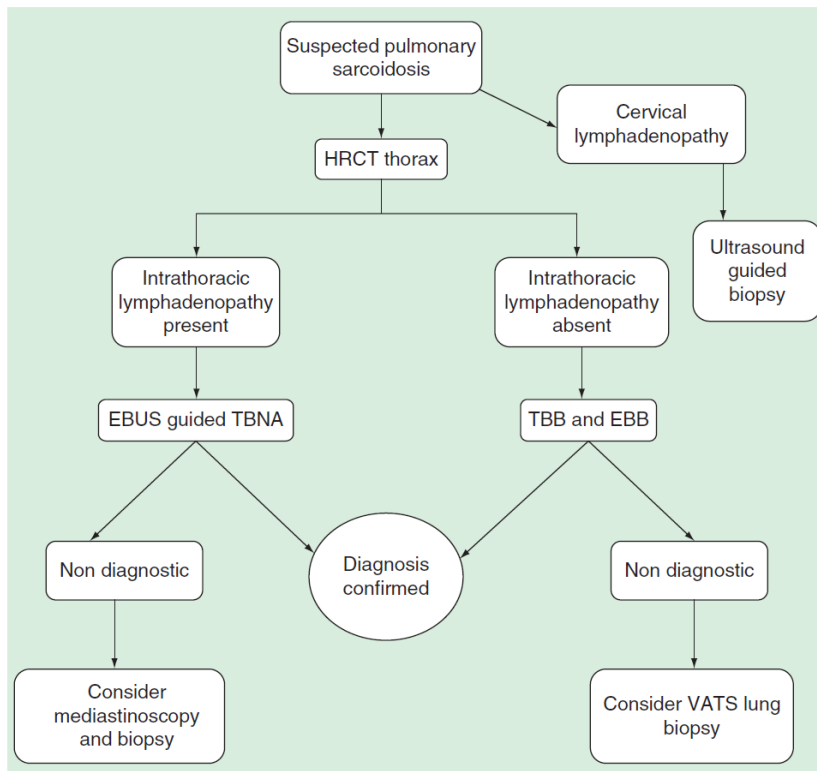 Suspected pulmonary
sarcoidosis
Cervical
lymphadenopathy
HRCT thorax
Ultrasound
guided
biopsy
Intrathoracic
lymphadenopathy
present
Intrathoracic
lymphadenopathy
absent
EBUS guided TBNA
TBB and EBB
Non diagnostic
Diagnosis
confirmed
Non diagnostic
Consider
mediastinoscopy
and biopsy
Consider VATS lung
biopsy